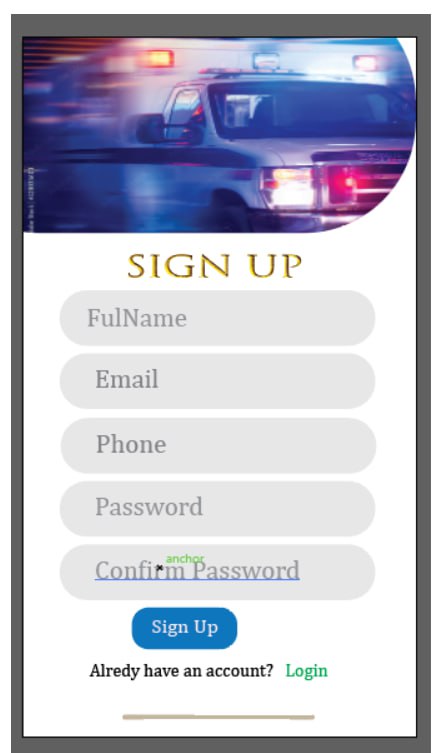 SIGN UP
FulName
Email
Phone
Password
anchor
Confirm Password
Sign Up
Alredy have an account? Login